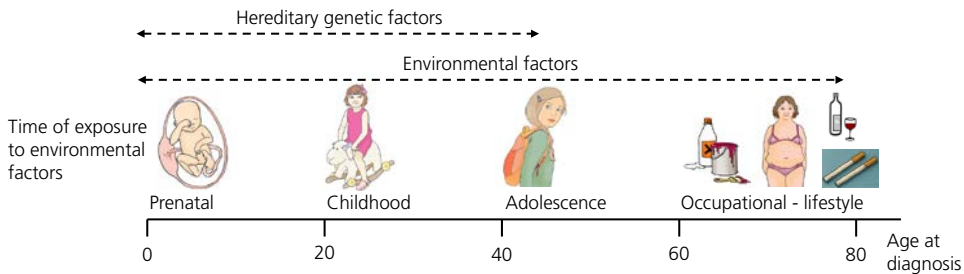 Hereditary genetic factors
Environmental factors
Time of exposure
to environmental
factors
Prenatal
Childhood
Adolescence
Occupational - lifestyle
0
20
40
60
80
Age at
diagnosis